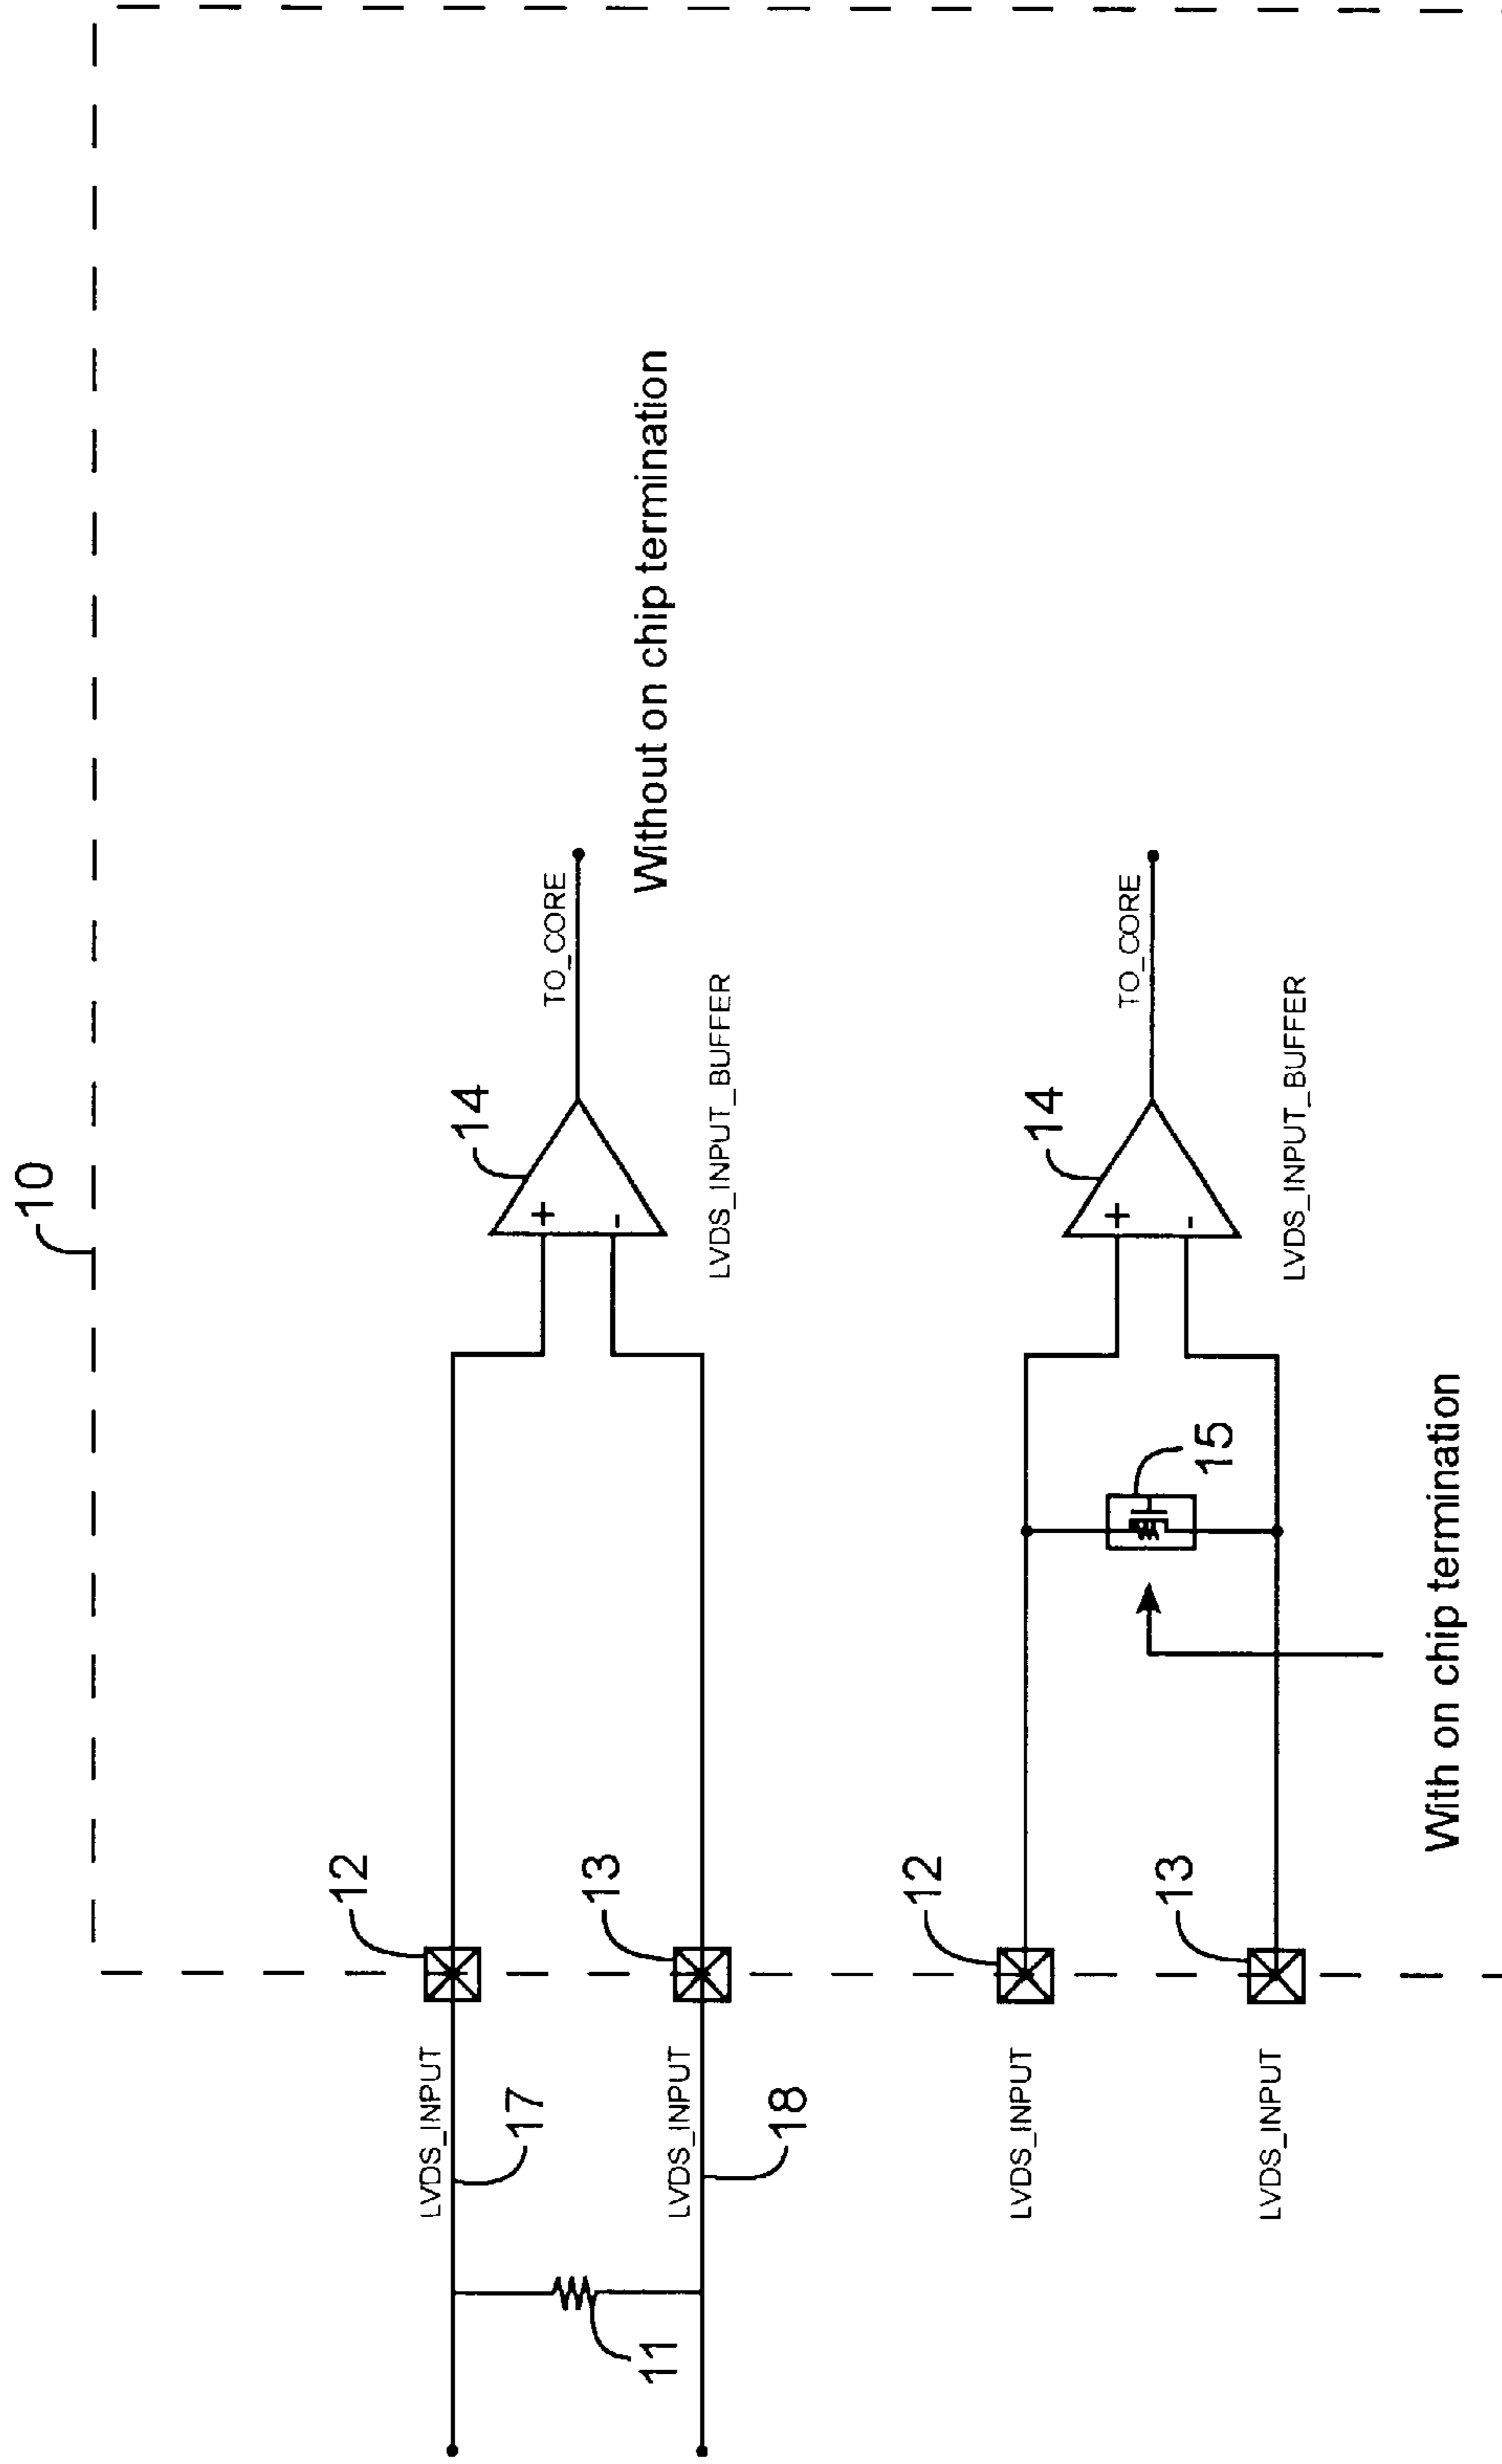 10
12
LVDS_INPUT
17
14
TO_CORE
13
LVDS_INPUT
18
11
LVDS_INPUT_BUFFER
Without on chip termination
12
LVDS_INPUT
14
TO_CORE
15
13
LVDS_INPUT
LVDS_INPUT_BUFFER
With on chip termination